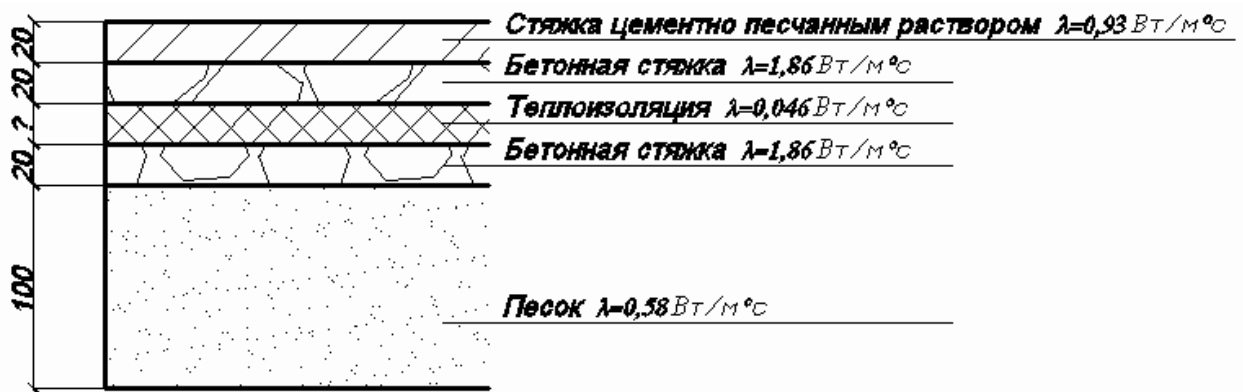 20
Стяжка цементно песчанным раствором λ=0,93 Вт/м°с
20
Бетонная стяжка λ=1,86 Вт/м°с
?
Теплоизоляция λ=0,046 Вт/м°с
20
Бетонная стяжка λ=1,86 Вт/м°с
100
Песок λ=0,58 Вт/м°с